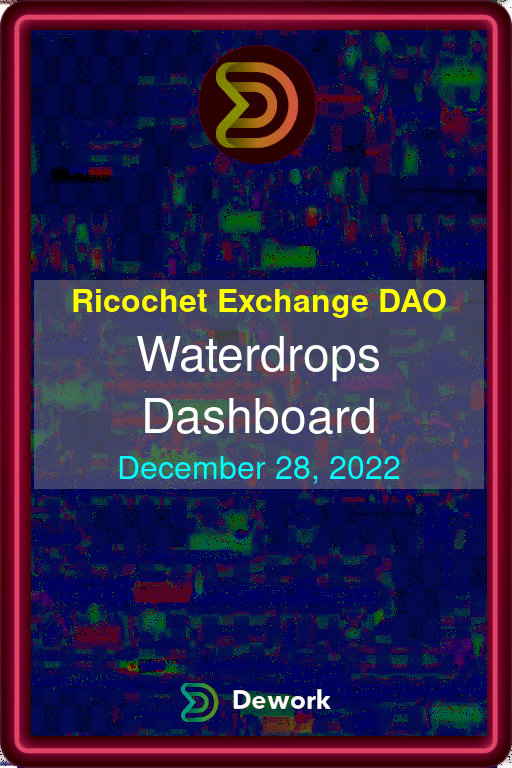 Ricochet Exchange DAO
Waterdrops
Dashboard
December 28, 2022
Dework